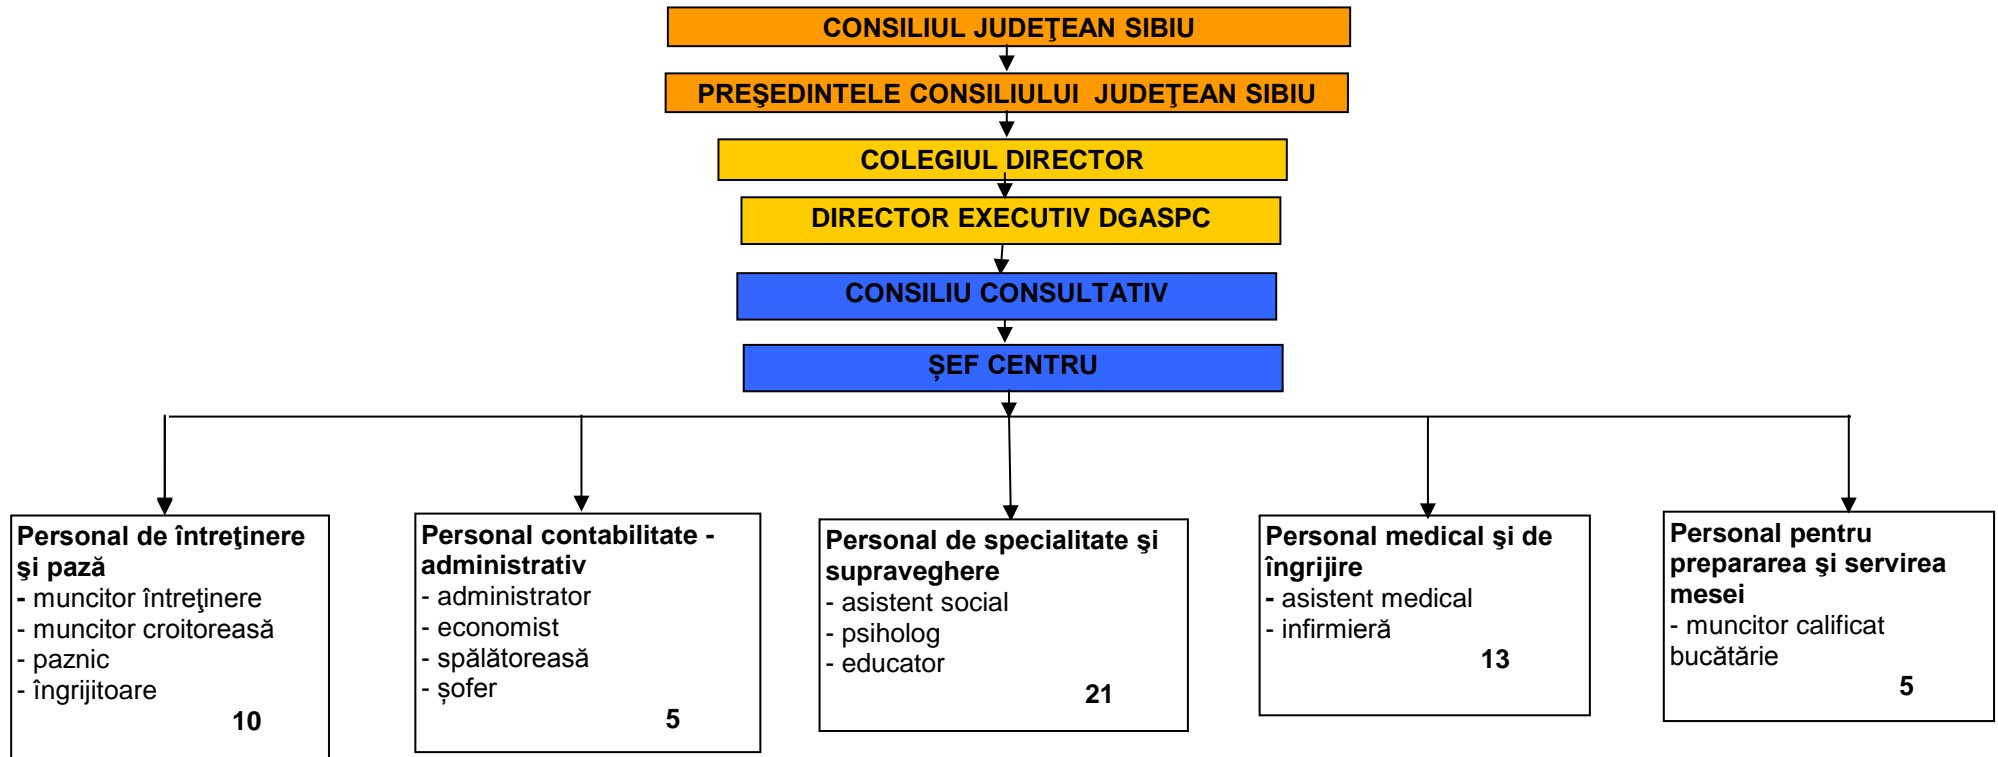 CONSILIUL JUDEŢEAN SIBIU
PREŞEDINTELE CONSILIULUI JUDEŢEAN SIBIU
COLEGIUL DIRECTOR
DIRECTOR EXECUTIV DGASPC
CONSILIU CONSULTATIV
ȘEF CENTRU
Personal de întreţinere
şi pază
- muncitor întreţinere
- muncitor croitoreasă
- paznic
- îngrijitoare
10
Personal contabilitate -
administrativ
- administrator
- economist
- spălătoreasă
- șofer
5
Personal de specialitate şi
supraveghere
- asistent social
- psiholog
- educator
21
Personal medical şi de
îngrijire
- asistent medical
- infirmieră
13
Personal pentru
prepararea şi servirea
mesei
- muncitor calificat
bucătărie
5